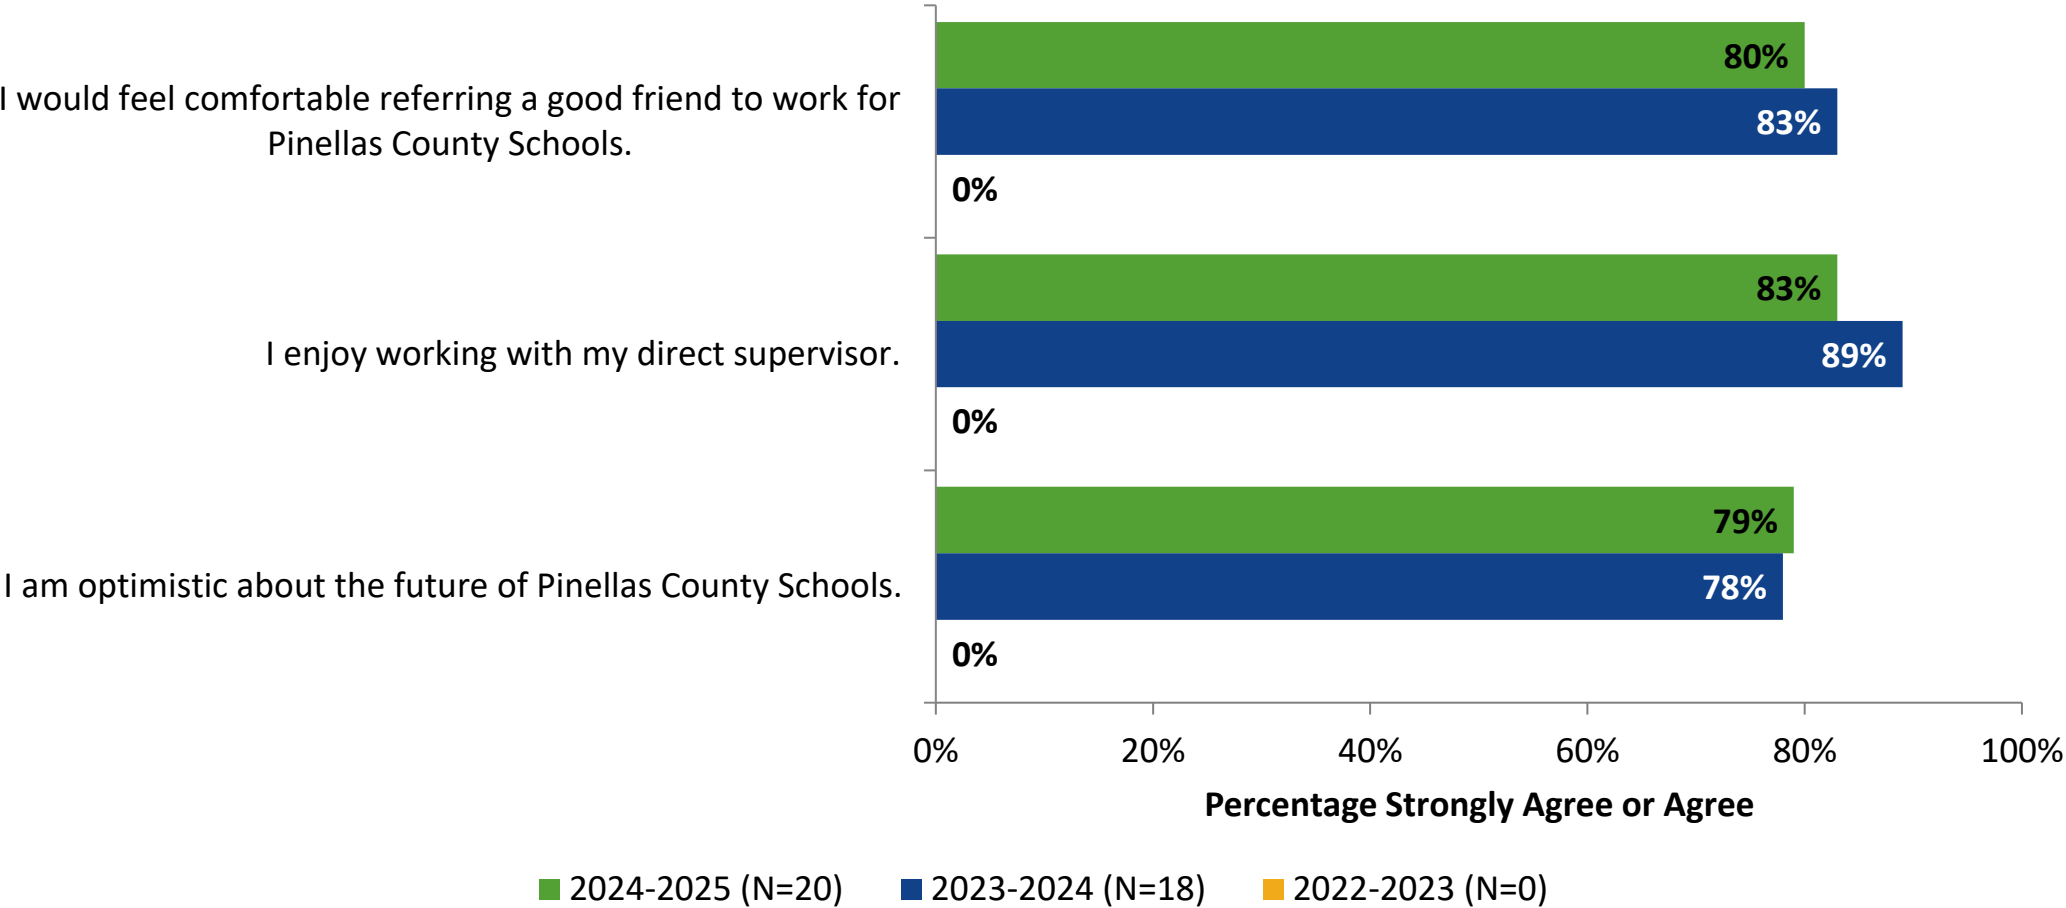 80%
I would feel comfortable referring a good friend to work for
Pinellas County Schools.
83%
0%
83%
I enjoy working with my direct supervisor.
89%
0%
79%
I am optimistic about the future of Pinellas County Schools.
78%
0%
0% 20% 40% 60% 80% 100%
Percentage Strongly Agree or Agree
2024-2025 (N=20) 2023-2024 (N=18) 2022-2023 (N=0)